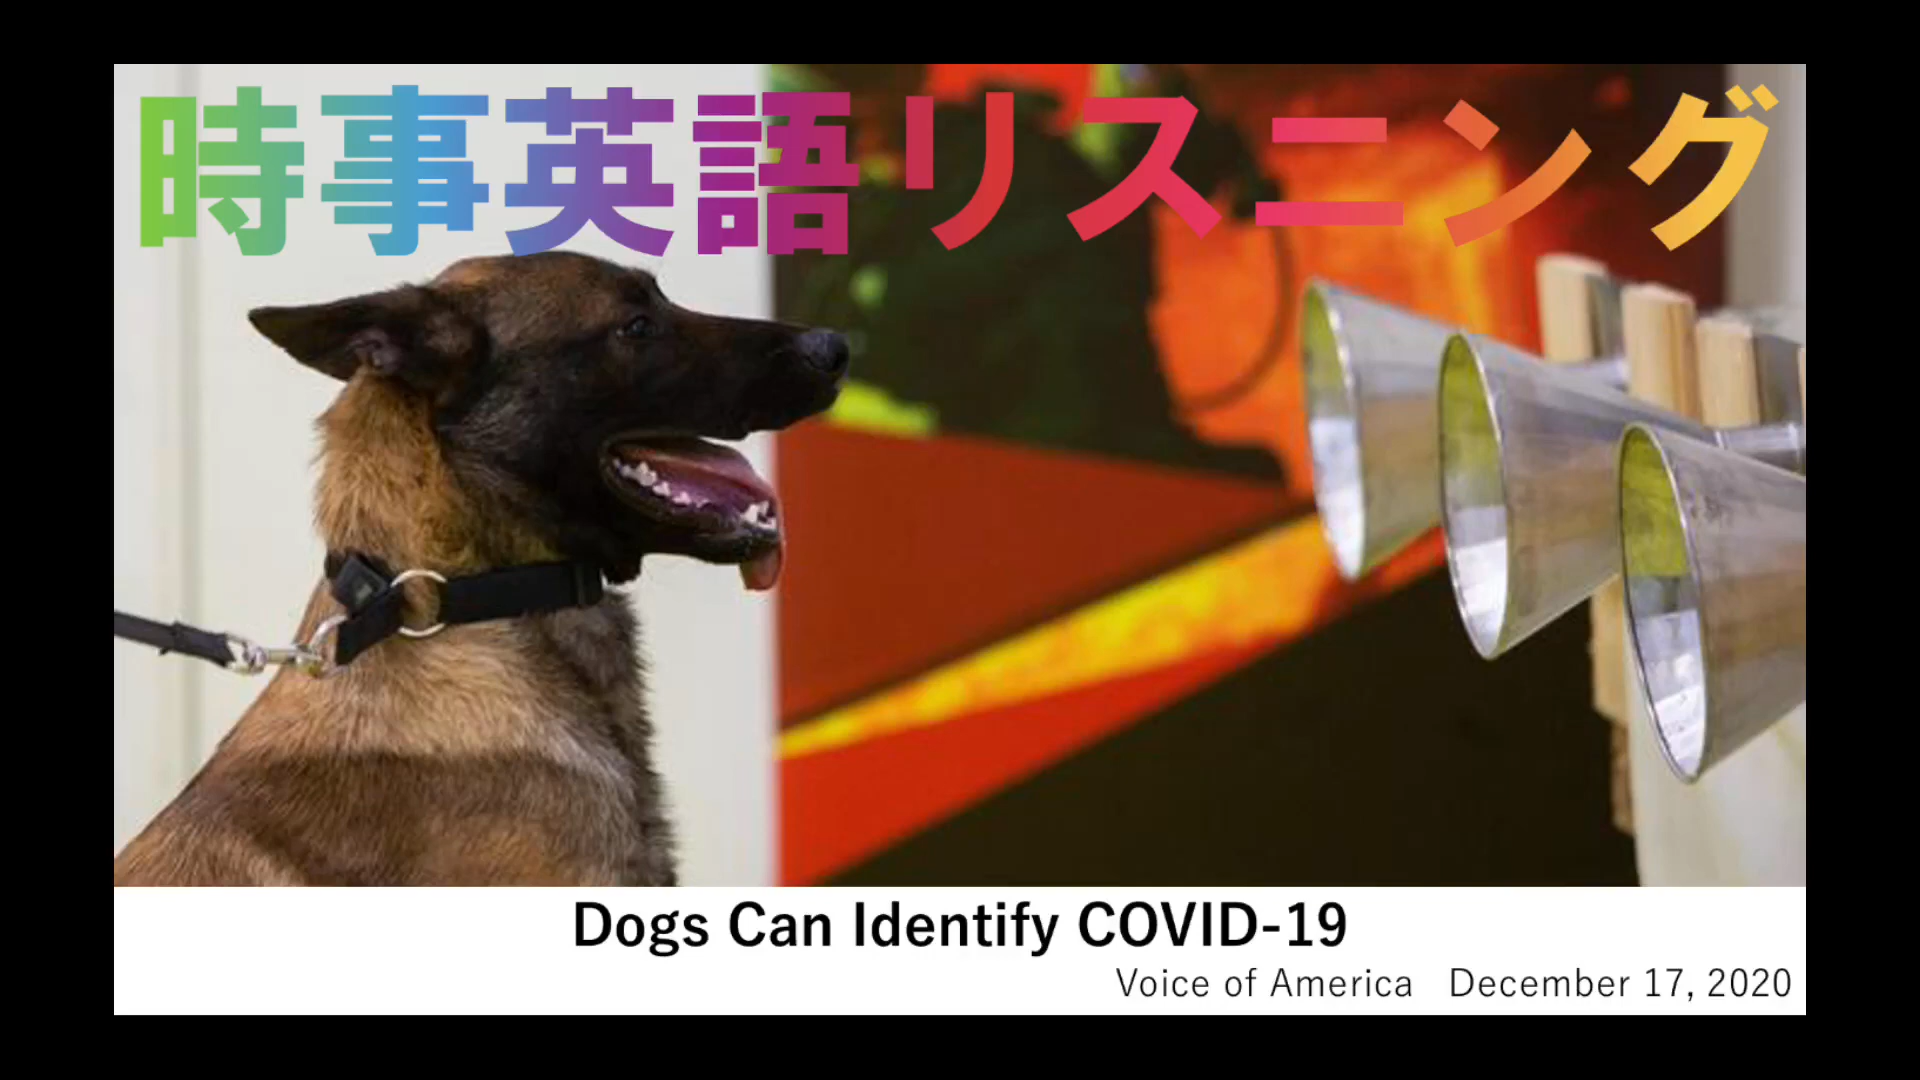 時事英語リスニング
Dogs Can Identify COVID-19
Voice of America December 17, 2020